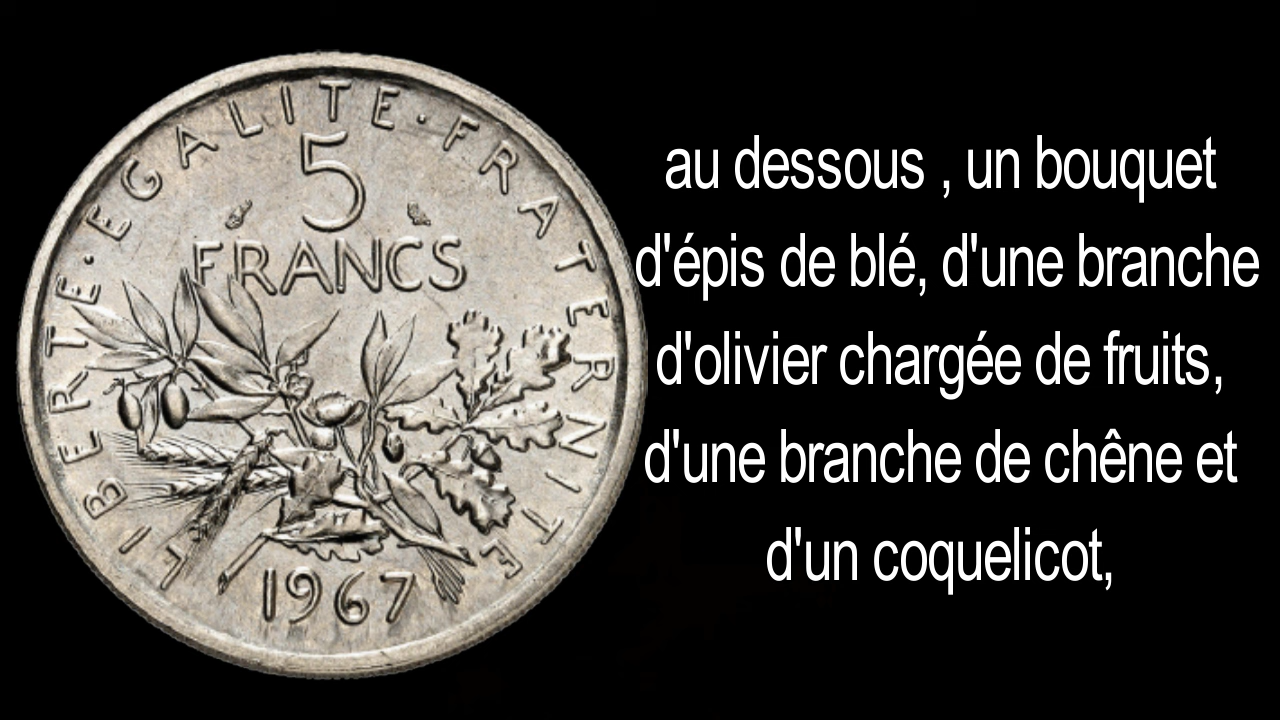 LIBERTE·EGALITE·FRATERNITE
5
FRANCS
1967
au dessous , un bouquet
d'épis de blé, d'une branche
d'olivier chargée de fruits,
d'une branche de chêne et
d'un coquelicot,